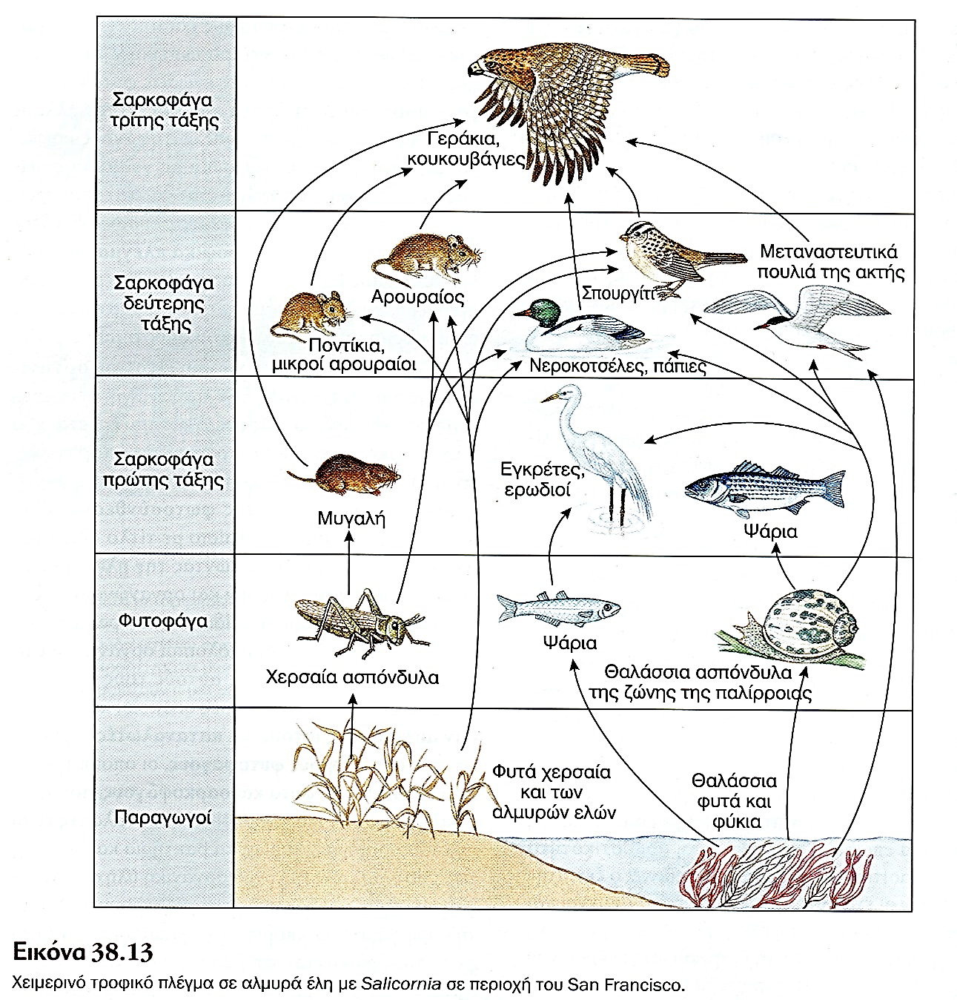 Σαρκοφάγα
τρίτης τάξης
Γεράκια,
κουκουβάγιες
Σαρκοφάγα
δεύτερης
τάξης
Μεταναστευτικά
πουλιά της ακτής
Αρουραίος
Σπουργίτι
Ποντίκια,
μικροί αρουραίοι
Νεροκοτσέλες, πάπιες
Σαρκοφάγα
πρώτης τάξης
Εγκρέτες,
ερωδιοί
Μυγαλή
Ψάρια
Φυτοφάγα
Ψάρια
Χερσαία ασπόνδυλα
Θαλάσσια ασπόνδυλα
της ζώνης της παλίρροιας
Παραγωγοί
Φυτά χερσαία
και των
αλμυρών ελών
Θαλάσσια
φυτά και
φύκια
Εικόνα 38.13
Χειμερινό τροφικό πλέγμα σε αλμυρά έλη με Salicornia σε περιοχή του San Francisco.